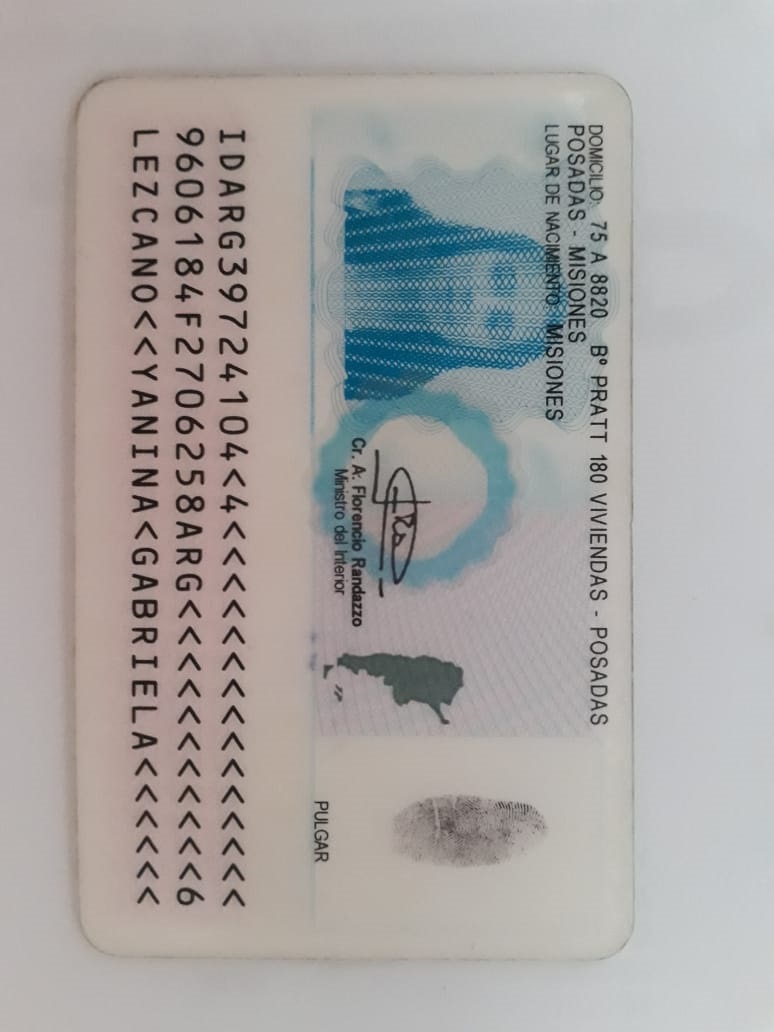 DOMICILIO: 75 A 8820 Bº PRATT 180 VIVIENDAS - POSADAS
POSADAS - MISIONES
LUGAR DE NACIMIENTO: MISIONES
Cr. A. Florencio Randazzo
Ministro del Interior
PULGAR
IDARG39724104<4<<<<<<<<<<<<<<<
9606184F2706258ARG<<<<<<<<<<<6
LEZCANO<<YANINA<GABRIELA<<<<<<